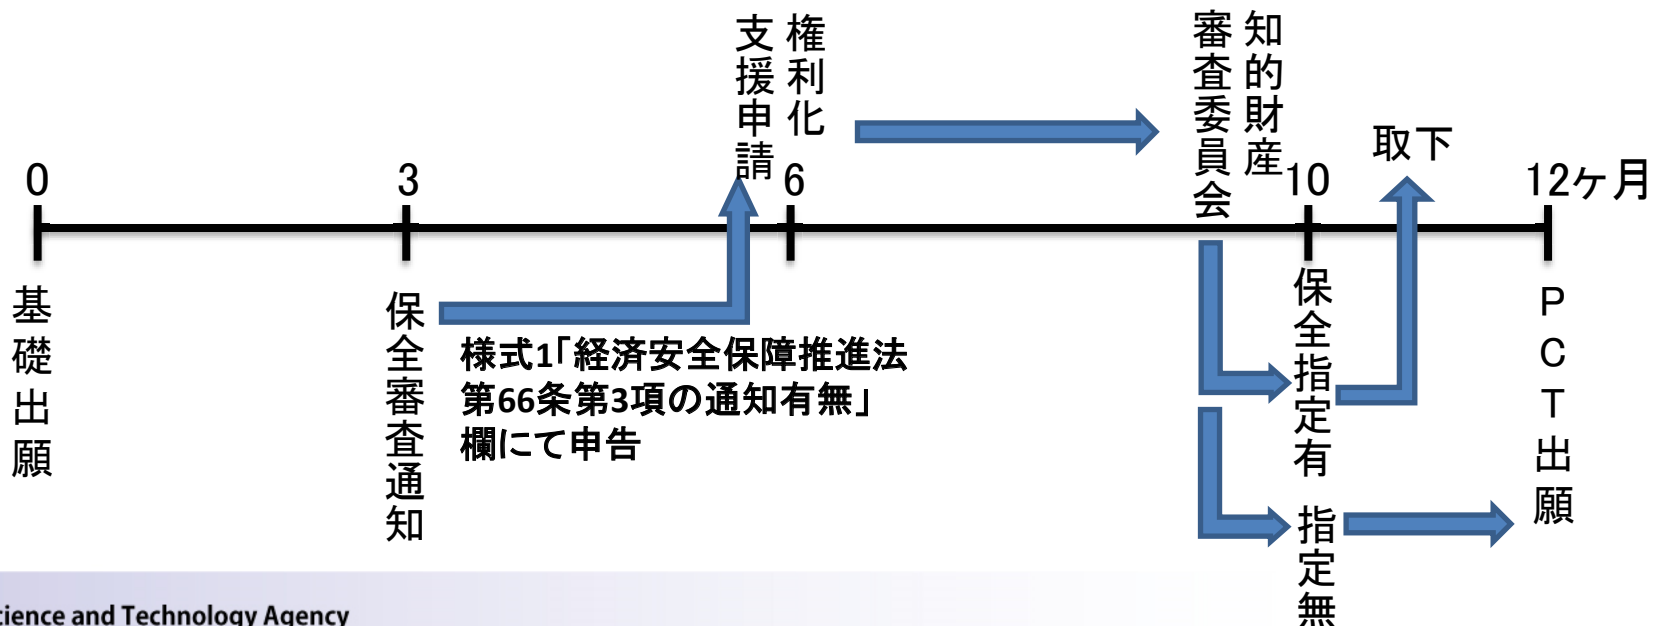 権利化
支援申請
知的財産
審査委員会
取下
0
3
6
10
12ヶ月
基礎出願
保全審査通知
様式1「経済安全保障推進法
第66条第3項の通知有無」
欄にて申告
保全指定有
指定無
PCT出願
cience and Technology Agency